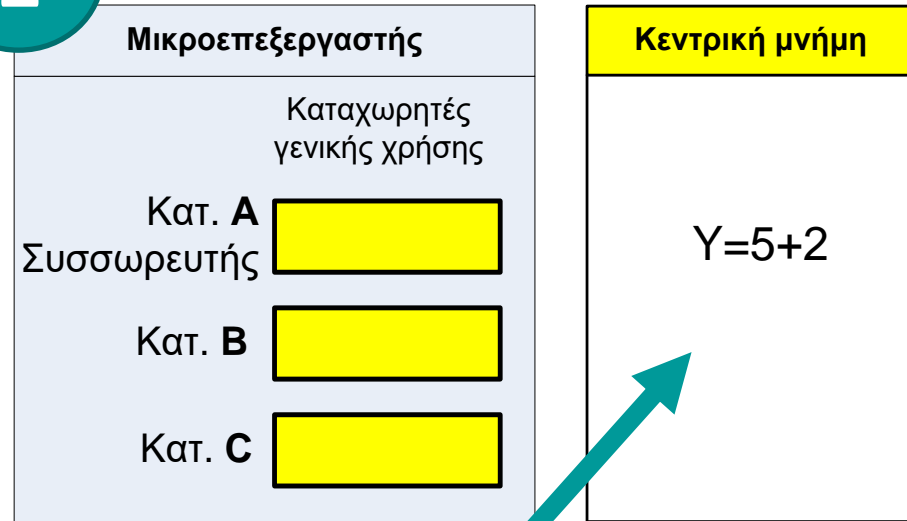 Μικροεπεξεργαστής
Καταχωρητές
γενικής χρήσης
Κατ. A
Συσσωρευτής
Κατ. B
Κατ. C
Κεντρική μνήμη
Y=5+2